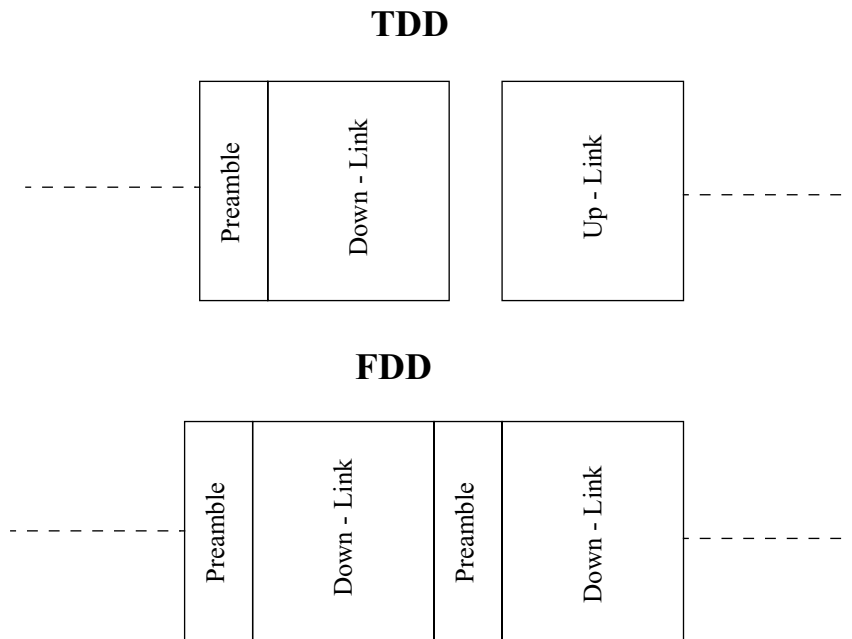 TDD
Preamble
Down - Link
Up - Link
FDD
Preamble
Down - Link
Preamble
Down - Link